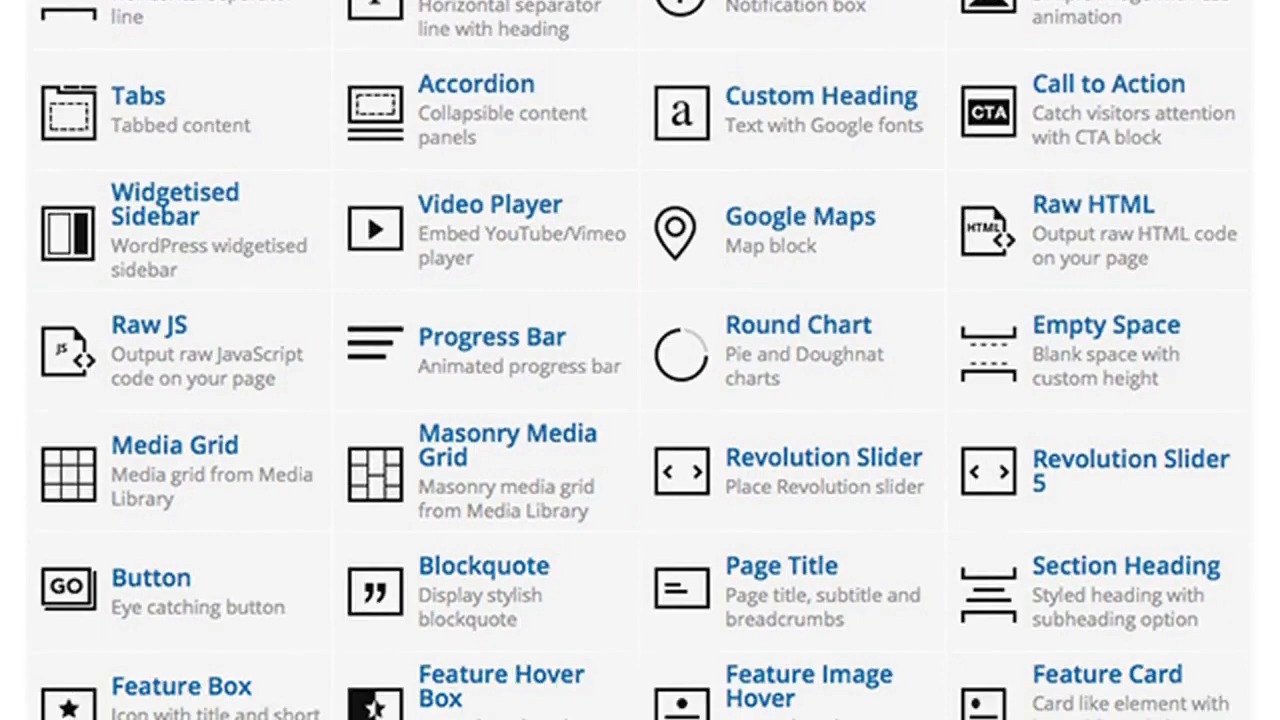 line
Horizontal separator
line with heading
Notification box
animation
Tabs
Tabbed content
Accordion
Collapsible content
panels
a
Custom Heading
Text with Google fonts
CTA
Call to Action
Catch visitors attention
with CTA block
Widgetised
Sidebar
WordPress widgetised
sidebar
Video Player
Embed YouTube/Vimeo
player
Google Maps
Map block
HTML
Raw HTML
Output raw HTML code
on your page
JS
Raw JS
Output raw JavaScript
code on your page
Progress Bar
Animated progress bar
Round Chart
Pie and Doughnat
charts
Empty Space
Blank space with
custom height
Media Grid
Media grid from Media
Library
Masonry Media
Grid
Masonry media grid
from Media Library
Revolution Slider
Place Revolution slider
Revolution Slider
5
GO
Button
Eye catching button
Blockquote
Display stylish
blockquote
Page Title
Page title, subtitle and
breadcrumbs
Section Heading
Styled heading with
subheading option
Feature Box
Icon with title and short
Feature Hover
Box
Feature Image
Hover
Feature Card
Card like element with